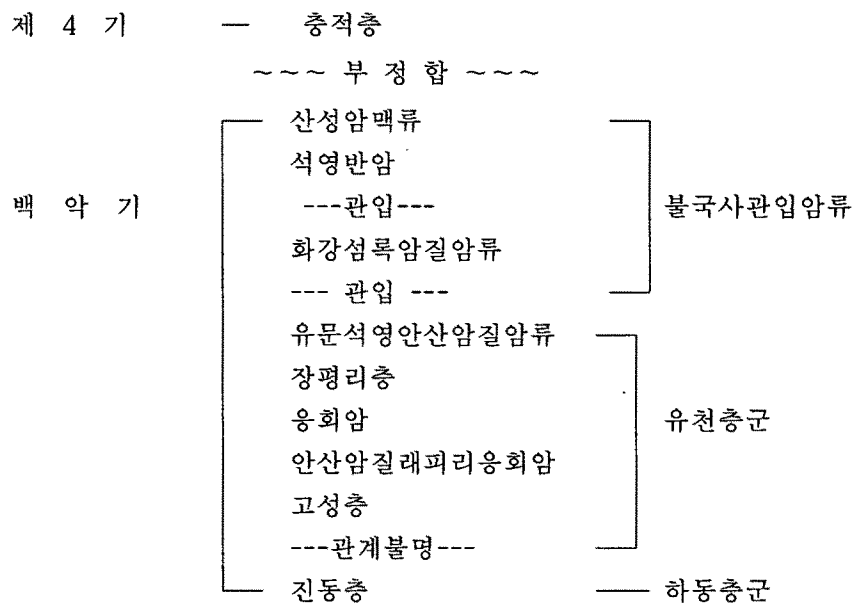 제 4 기 — 충적층
~~~ 부 정 합 ~~~
산성암맥류
석영반암
백 악 기 ---관입--- 불국사관입암류
화강섬록암질암류
--- 관입 ---
유문석영안산암질암류
장평리층
응회암 유천층군
안산암질래피리응회암
고성층
---관계불명---
진동층 — 하동층군